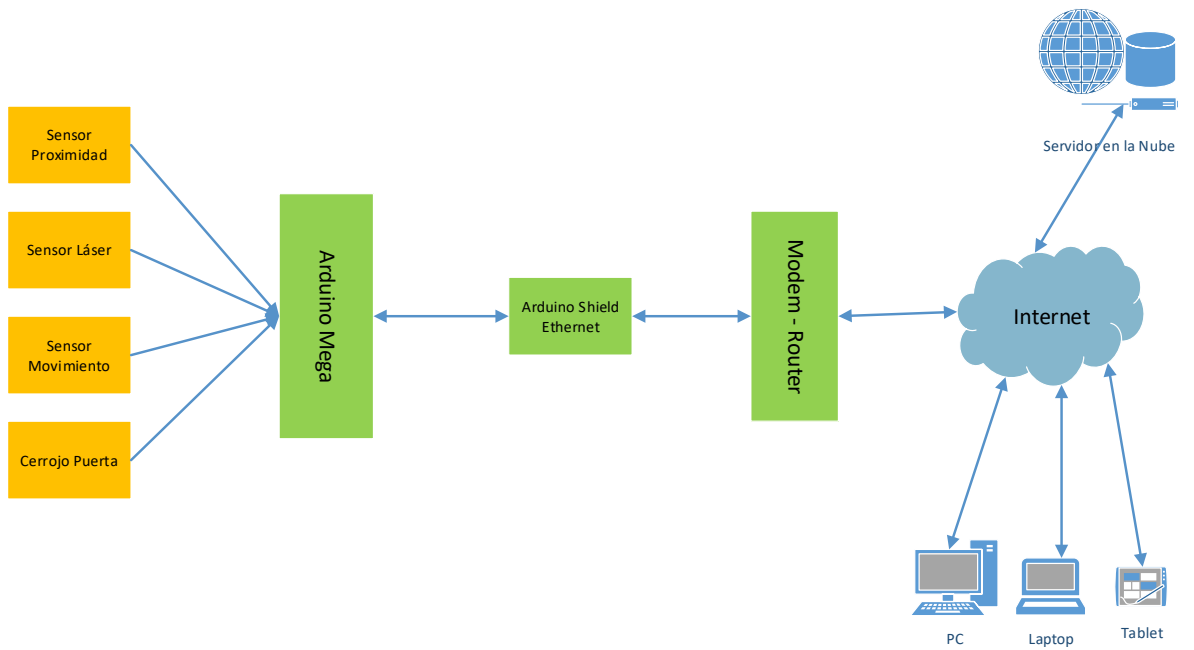 Servidor en la Nube
Sensor
Proximidad
Sensor Láser
Sensor
Movimiento
Cerrojo Puerta
Arduino Mega
Arduino Shield
Ethernet
Modem - Router
Internet
PC
Laptop
Tablet